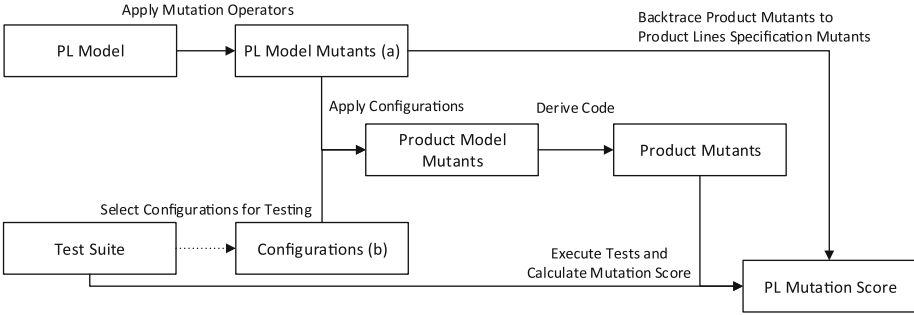 Apply Mutation Operators
Backtrace Product Mutants to
Product Lines Specification Mutants
PL Model
PL Model Mutants (a)
Apply Configurations
Derive Code
Product Model
Mutants
Product Mutants
Select Configurations for Testing
Test Suite
Configurations (b)
Execute Tests and
Calculate Mutation Score
PL Mutation Score